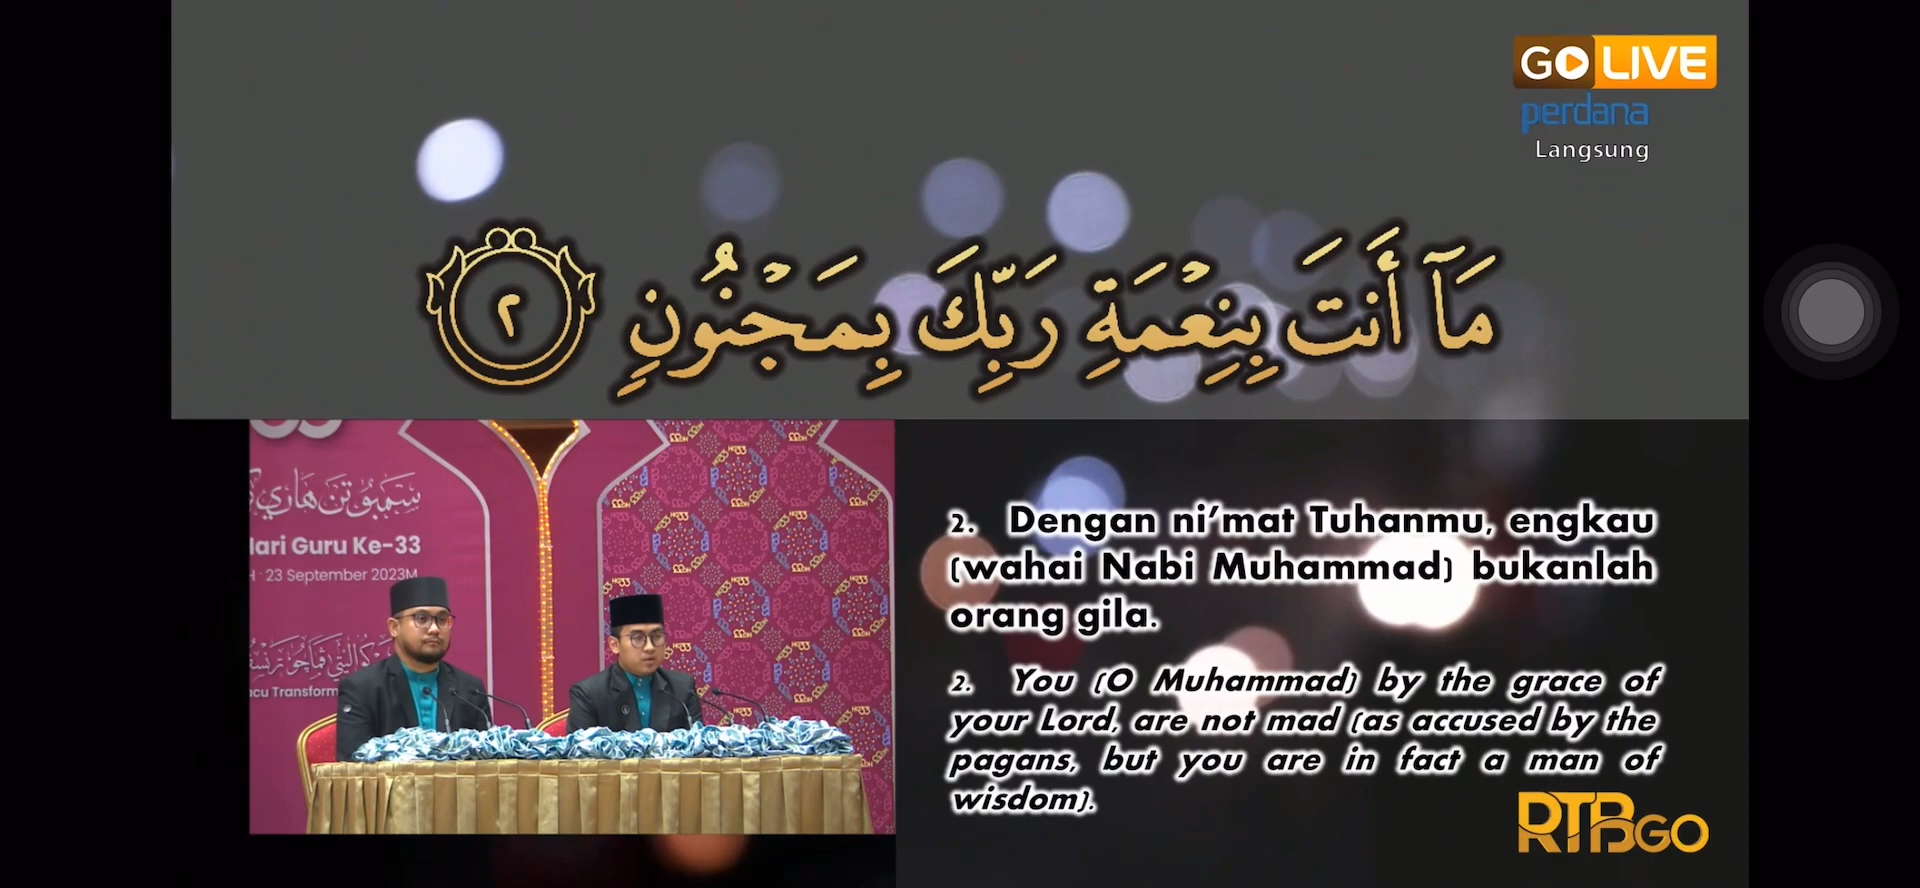 GO LIVE
perdana
Langsung
مَآ أَنتَ بِنِعْمَةِ رَبِّكَ بِمَجْنُونٍ ٢
سمبوتن هاري
Hari Guru Ke-33
23 September 2023M
2. Dengan ni'mat Tuhanmu, engkau
(wahai Nabi Muhammad) bukanlah
orang gila.
2. You (O Muhammad) by the grace of
your Lord, are not mad (as accused by the
pagans, but you are in fact a man of
wisdom).
RTBGO